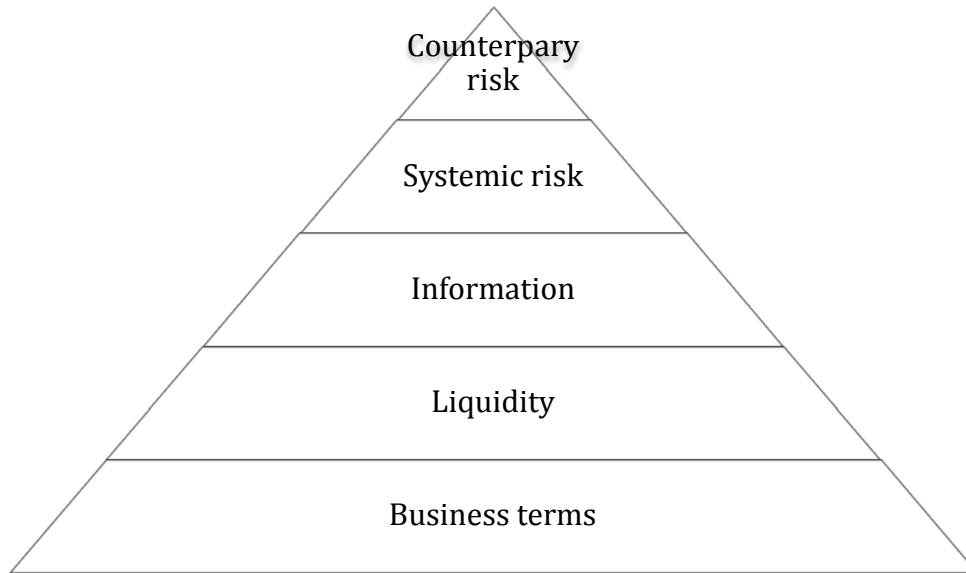 Counterpary
risk
Systemic risk
Information
Liquidity
Business terms